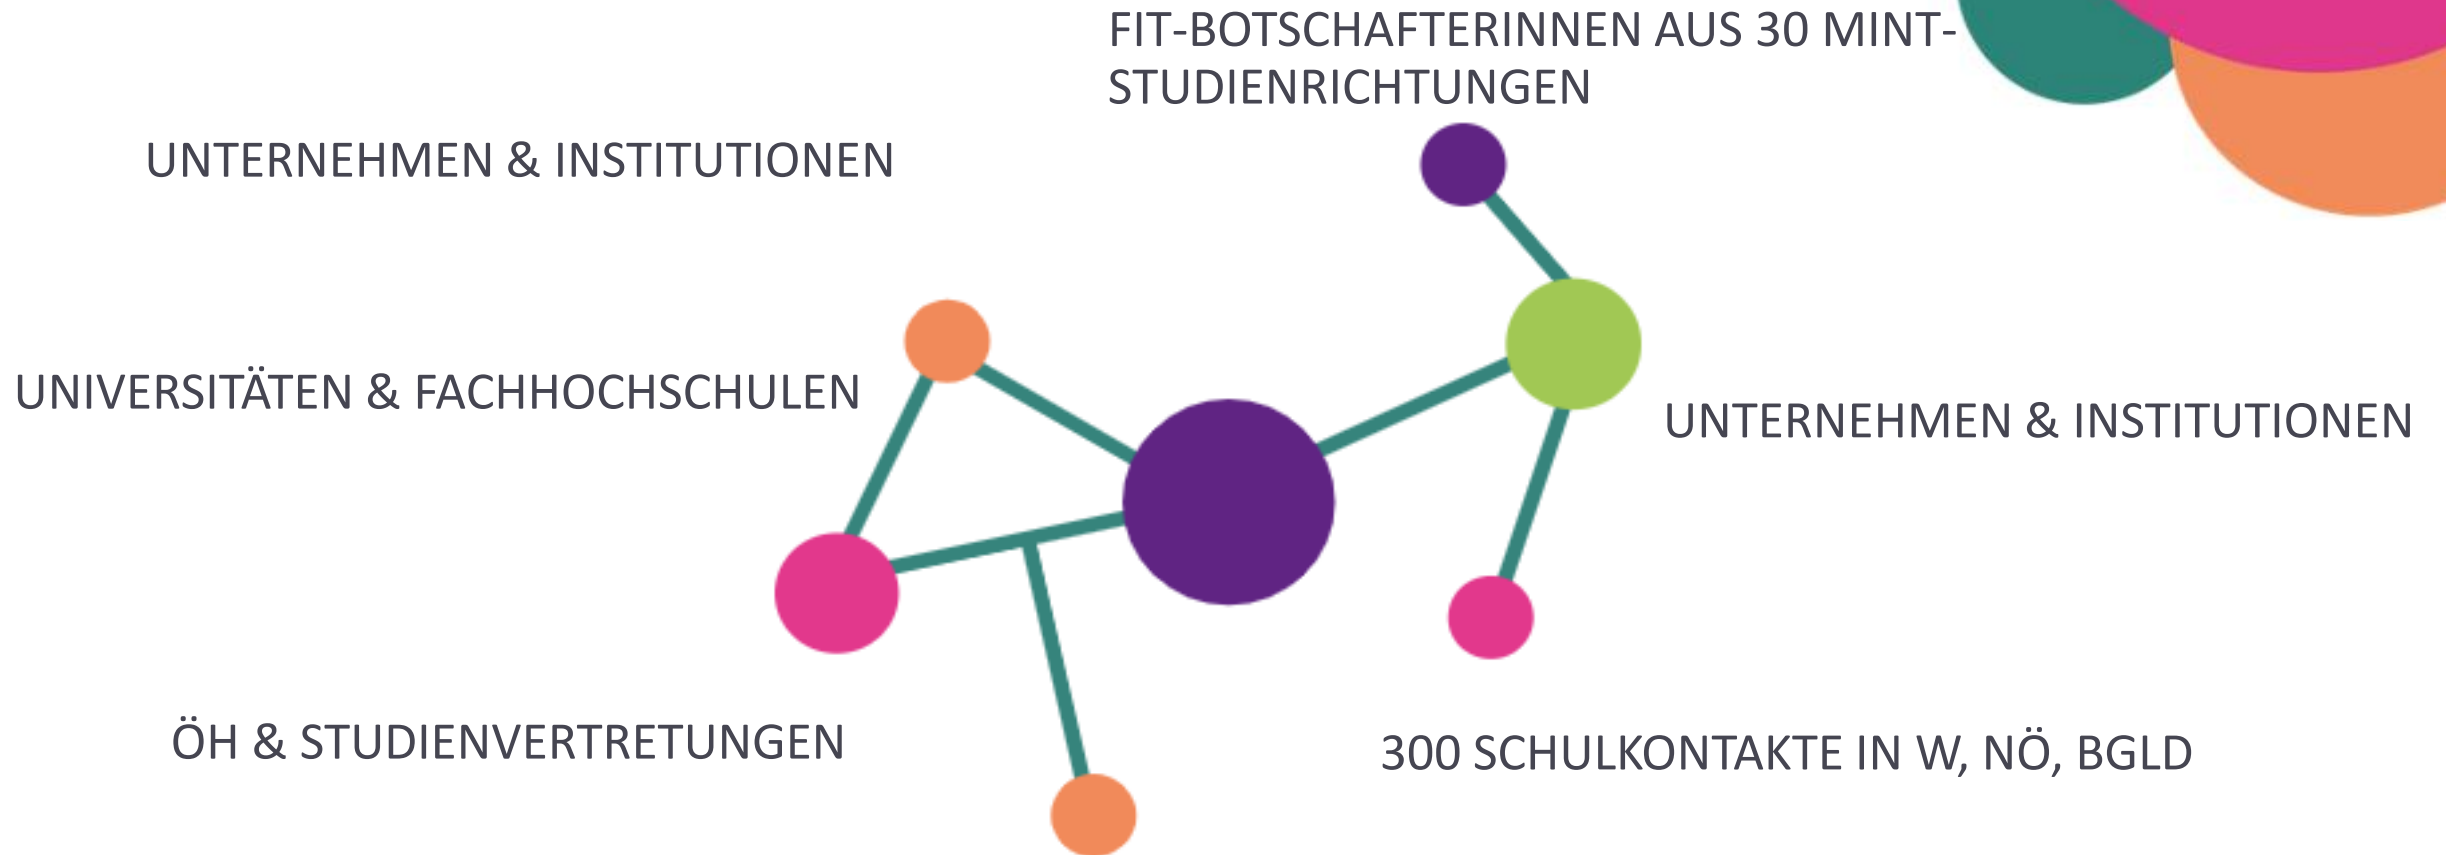 FIT-BOTSCHAFTERINNEN AUS 30 MINT-
STUDIENRICHTUNGEN
UNTERNEHMEN & INSTITUTIONEN
UNIVERSITÄTEN & FACHHOCHSCHULEN
UNTERNEHMEN & INSTITUTIONEN
ÖH & STUDIENVERTRETUNGEN
300 SCHULKONTAKTE IN W, NÖ, BGLD